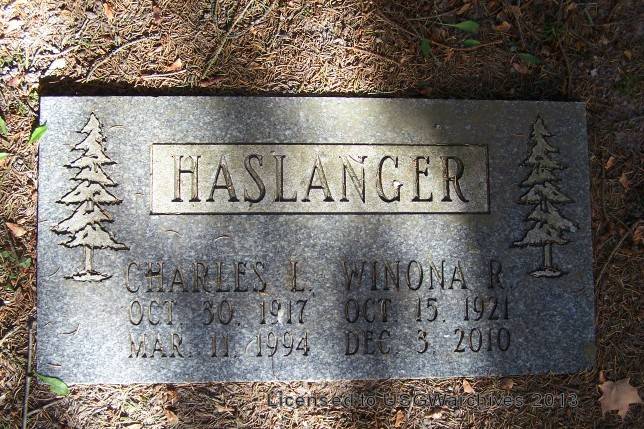 HASLANGER
CHARLES L. WINONA R.
OCT. 30. 1917 OCT. 15. 1921
MAR. 11. 1994 DEC. 3. 2010
Licensed to USGWarchives 2013